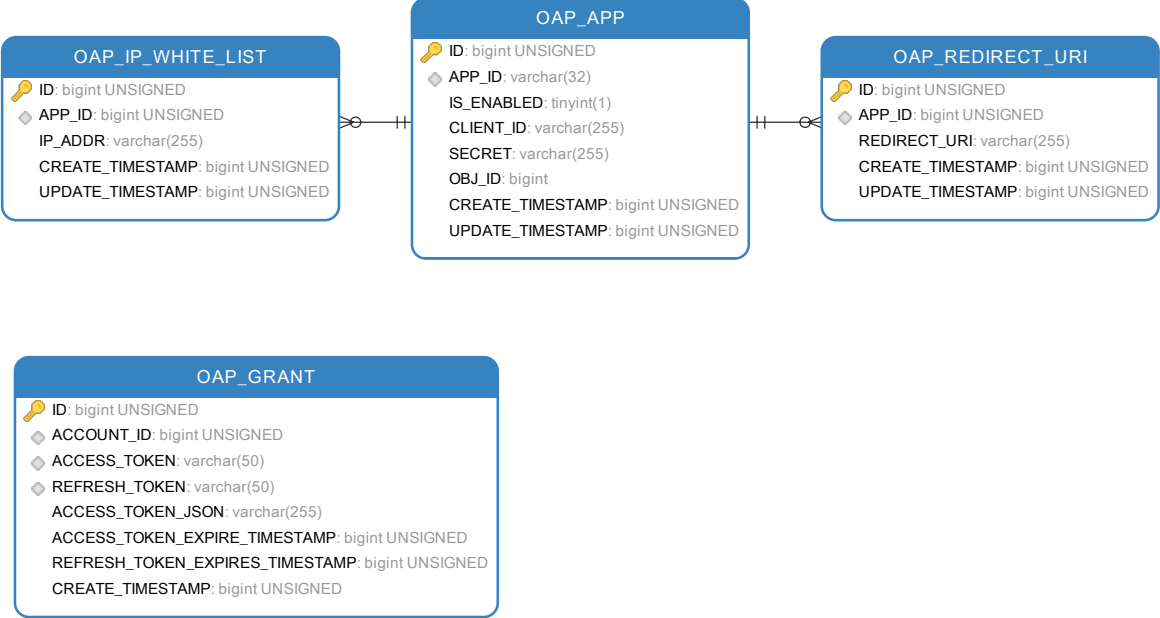 OAP_IP_WHITE_LIST
ID: bigint UNSIGNED
APP_ID: bigint UNSIGNED
IP_ADDR: varchar(255)
CREATE_TIMESTAMP: bigint UNSIGNED
UPDATE_TIMESTAMP: bigint UNSIGNED
OAP_APP
ID: bigint UNSIGNED
APP_ID: varchar(32)
IS_ENABLED: tinyint(1)
CLIENT_ID: varchar(255)
SECRET: varchar(255)
OBJ_ID: bigint
CREATE_TIMESTAMP: bigint UNSIGNED
UPDATE_TIMESTAMP: bigint UNSIGNED
OAP_REDIRECT_URI
ID: bigint UNSIGNED
APP_ID: bigint UNSIGNED
REDIRECT_URI: varchar(255)
CREATE_TIMESTAMP: bigint UNSIGNED
UPDATE_TIMESTAMP: bigint UNSIGNED
OAP_GRANT
ID: bigint UNSIGNED
ACCOUNT_ID: bigint UNSIGNED
ACCESS_TOKEN: varchar(50)
REFRESH_TOKEN: varchar(50)
ACCESS_TOKEN_JSON: varchar(255)
ACCESS_TOKEN_EXPIRE_TIMESTAMP: bigint UNSIGNED
REFRESH_TOKEN_EXPIRES_TIMESTAMP: bigint UNSIGNED
CREATE_TIMESTAMP: bigint UNSIGNED